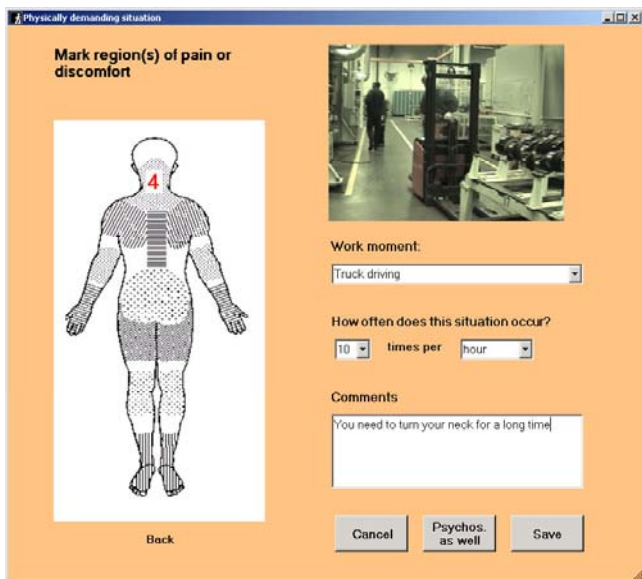 Physically demanding situation
Mark region(s) of pain or
discomfort
4
Back
Work moment:
Truck driving
How often does this situation occur?
10 times per hour
Comments
You need to turn your neck for a long time
Cancel
Psychos.
as well
Save